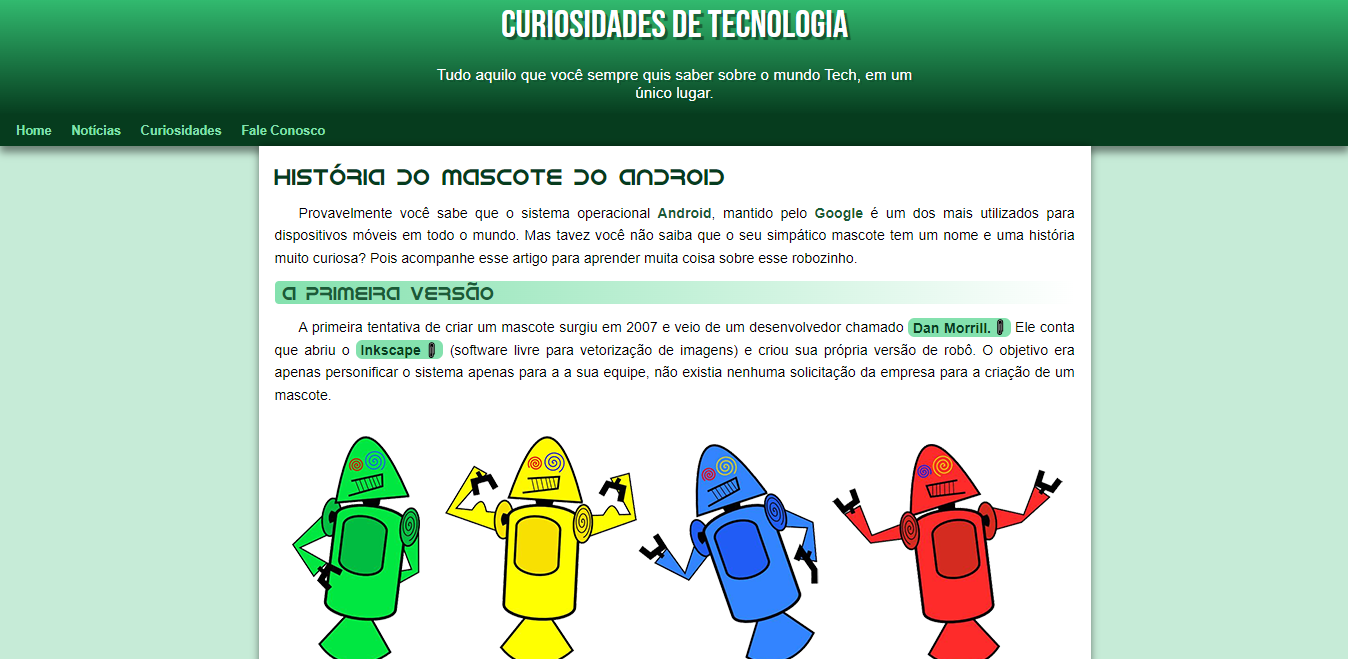 CURIOSIDADES DE TECNOLOGIA
Tudo aquilo que você sempre quis saber sobre o mundo Tech, em um
único lugar.
Home Notícias Curiosidades Fale Conosco
HISTÓRIA DO MASCOTE DO ANDROID
Provavelmente você sabe que o sistema operacional Android, mantido pelo Google é um dos mais utilizados para
dispositivos móveis em todo o mundo. Mas tavez você não saiba que o seu simpático mascote tem um nome e uma história
muito curiosa? Pois acompanhe esse artigo para aprender muita coisa sobre esse robozinho.
A PRIMEIRA VERSÃO
A primeira tentativa de criar um mascote surgiu em 2007 e veio de um desenvolvedor chamado Dan Morrill. Ele conta
que abriu o Inkscape (software livre para vetorização de imagens) e criou sua própria versão de robô. O objetivo era
apenas personificar o sistema apenas para a a sua equipe, não existia nenhuma solicitação da empresa para a criação de um
mascote.